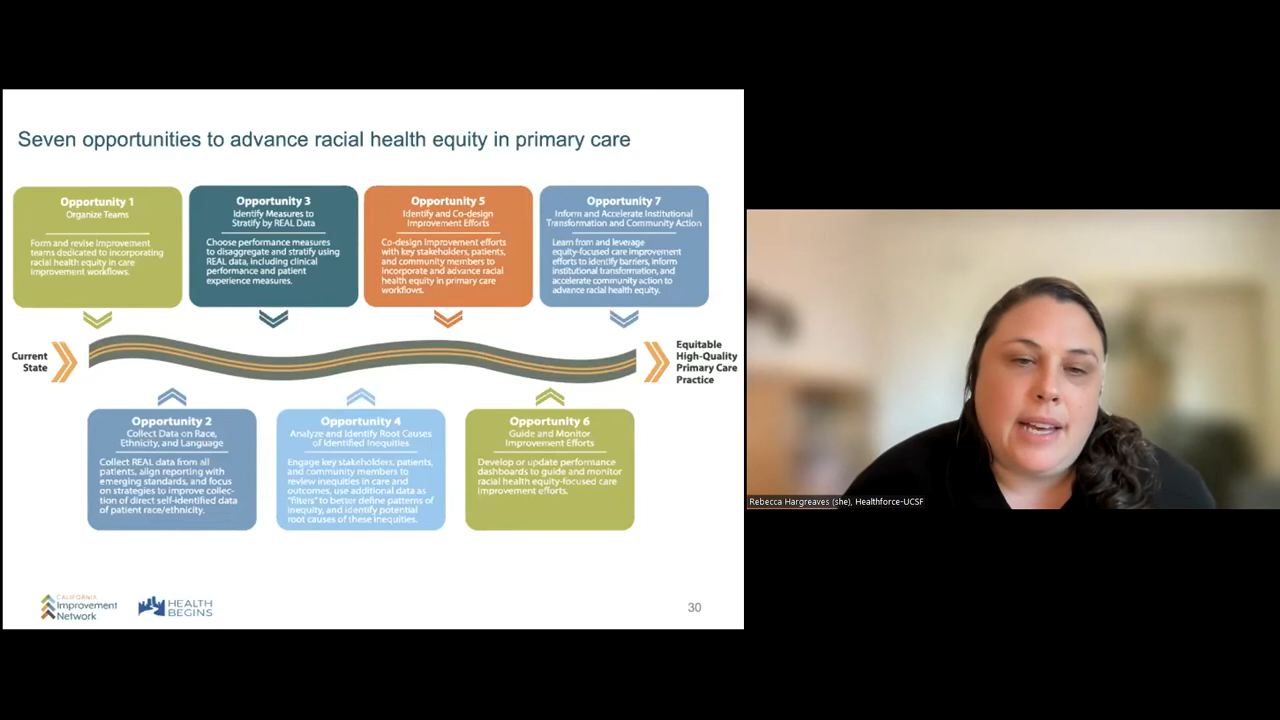 Seven opportunities to advance racial health equity in primary care
Opportunity 1
Organize Teams
Form and revise improvement
teams dedicated to incorporating
racial health equity in care
improvement workflows.
Opportunity 3
Identify Measures to
Stratify by REAL Data
Choose performance measures
to disaggregate and stratify using
REAL data, including clinical
performance and patient
experience measures.
Opportunity 5
Identify and Co-design
Improvement Efforts
Co-design improvement efforts
with key stakeholders, patients,
and community members to
incorporate and advance racial
health equity in primary care
workflows.
Opportunity 7
Inform and Accelerate Institutional
Transformation and Community Action
Learn from and leverage
equity-focused care improvement
efforts to identify barriers, inform
institutional transformation, and
accelerate community action to
advance racial health equity.
Current
State
Equitable
High-Quality
Primary Care
Practice
Opportunity 2
Collect Data on Race,
Ethnicity, and Language
Collect REAL data from all
patients, align reporting with
emerging standards, and focus
on strategies to improve collec-
tion of direct self-identified data
of patient race/ethnicity.
Opportunity 4
Analyze and Identify Root Causes
of Identified Inequities
Engage key stakeholders, patients,
and community members to
review inequities in care and
outcomes, use additional data as
"filters" to better define patterns of
inequity, and identify potential
root causes of these inequities.
Opportunity 6
Guide and Monitor
Improvement Efforts
Develop or update performance
dashboards to guide and monitor
racial health equity-focused care
improvement efforts.
CALIFORNIA
Improvement
Network
HEALTH
BEGINS
30
Rebecca Hargreaves (she), Healthforce-UCSF